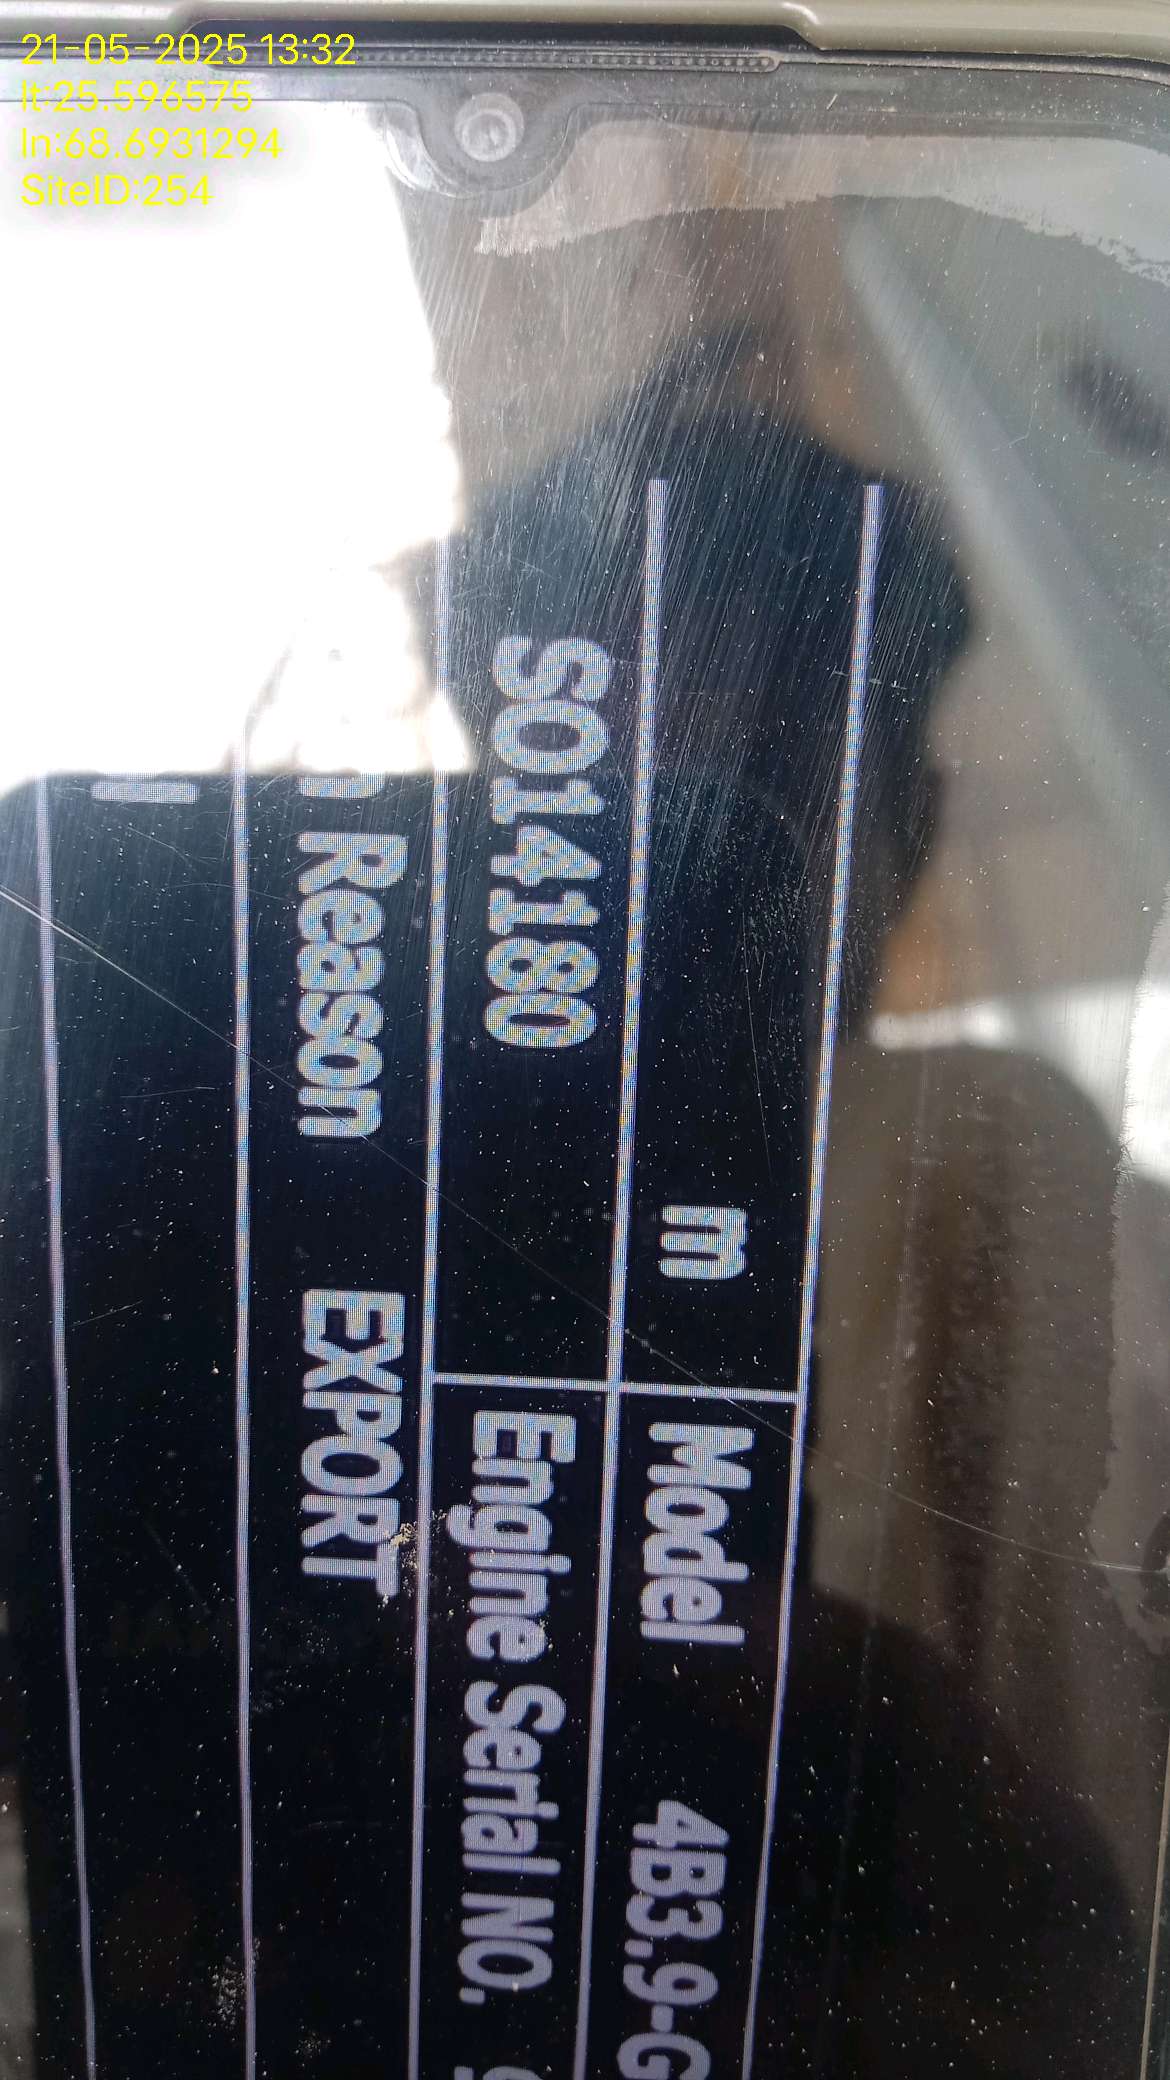 21-05-2025 13:32
lt:25.596575
ln:68.6931294
SiteID:254
m Model 4B3.9-G
SO14180 Engine Serial NO.
n Reason EXPORT